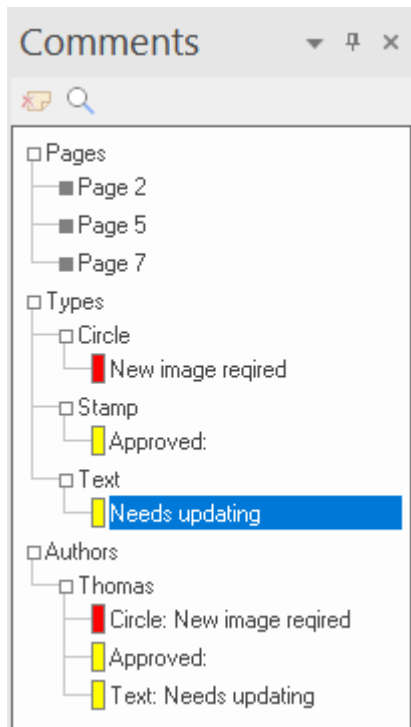 Comments
Pages
Page 2
Page 5
Page 7
Types
Circle
New image reqired
Stamp
Approved:
Text
Needs updating
Authors
Thomas
Circle: New image reqired
Approved:
Text: Needs updating